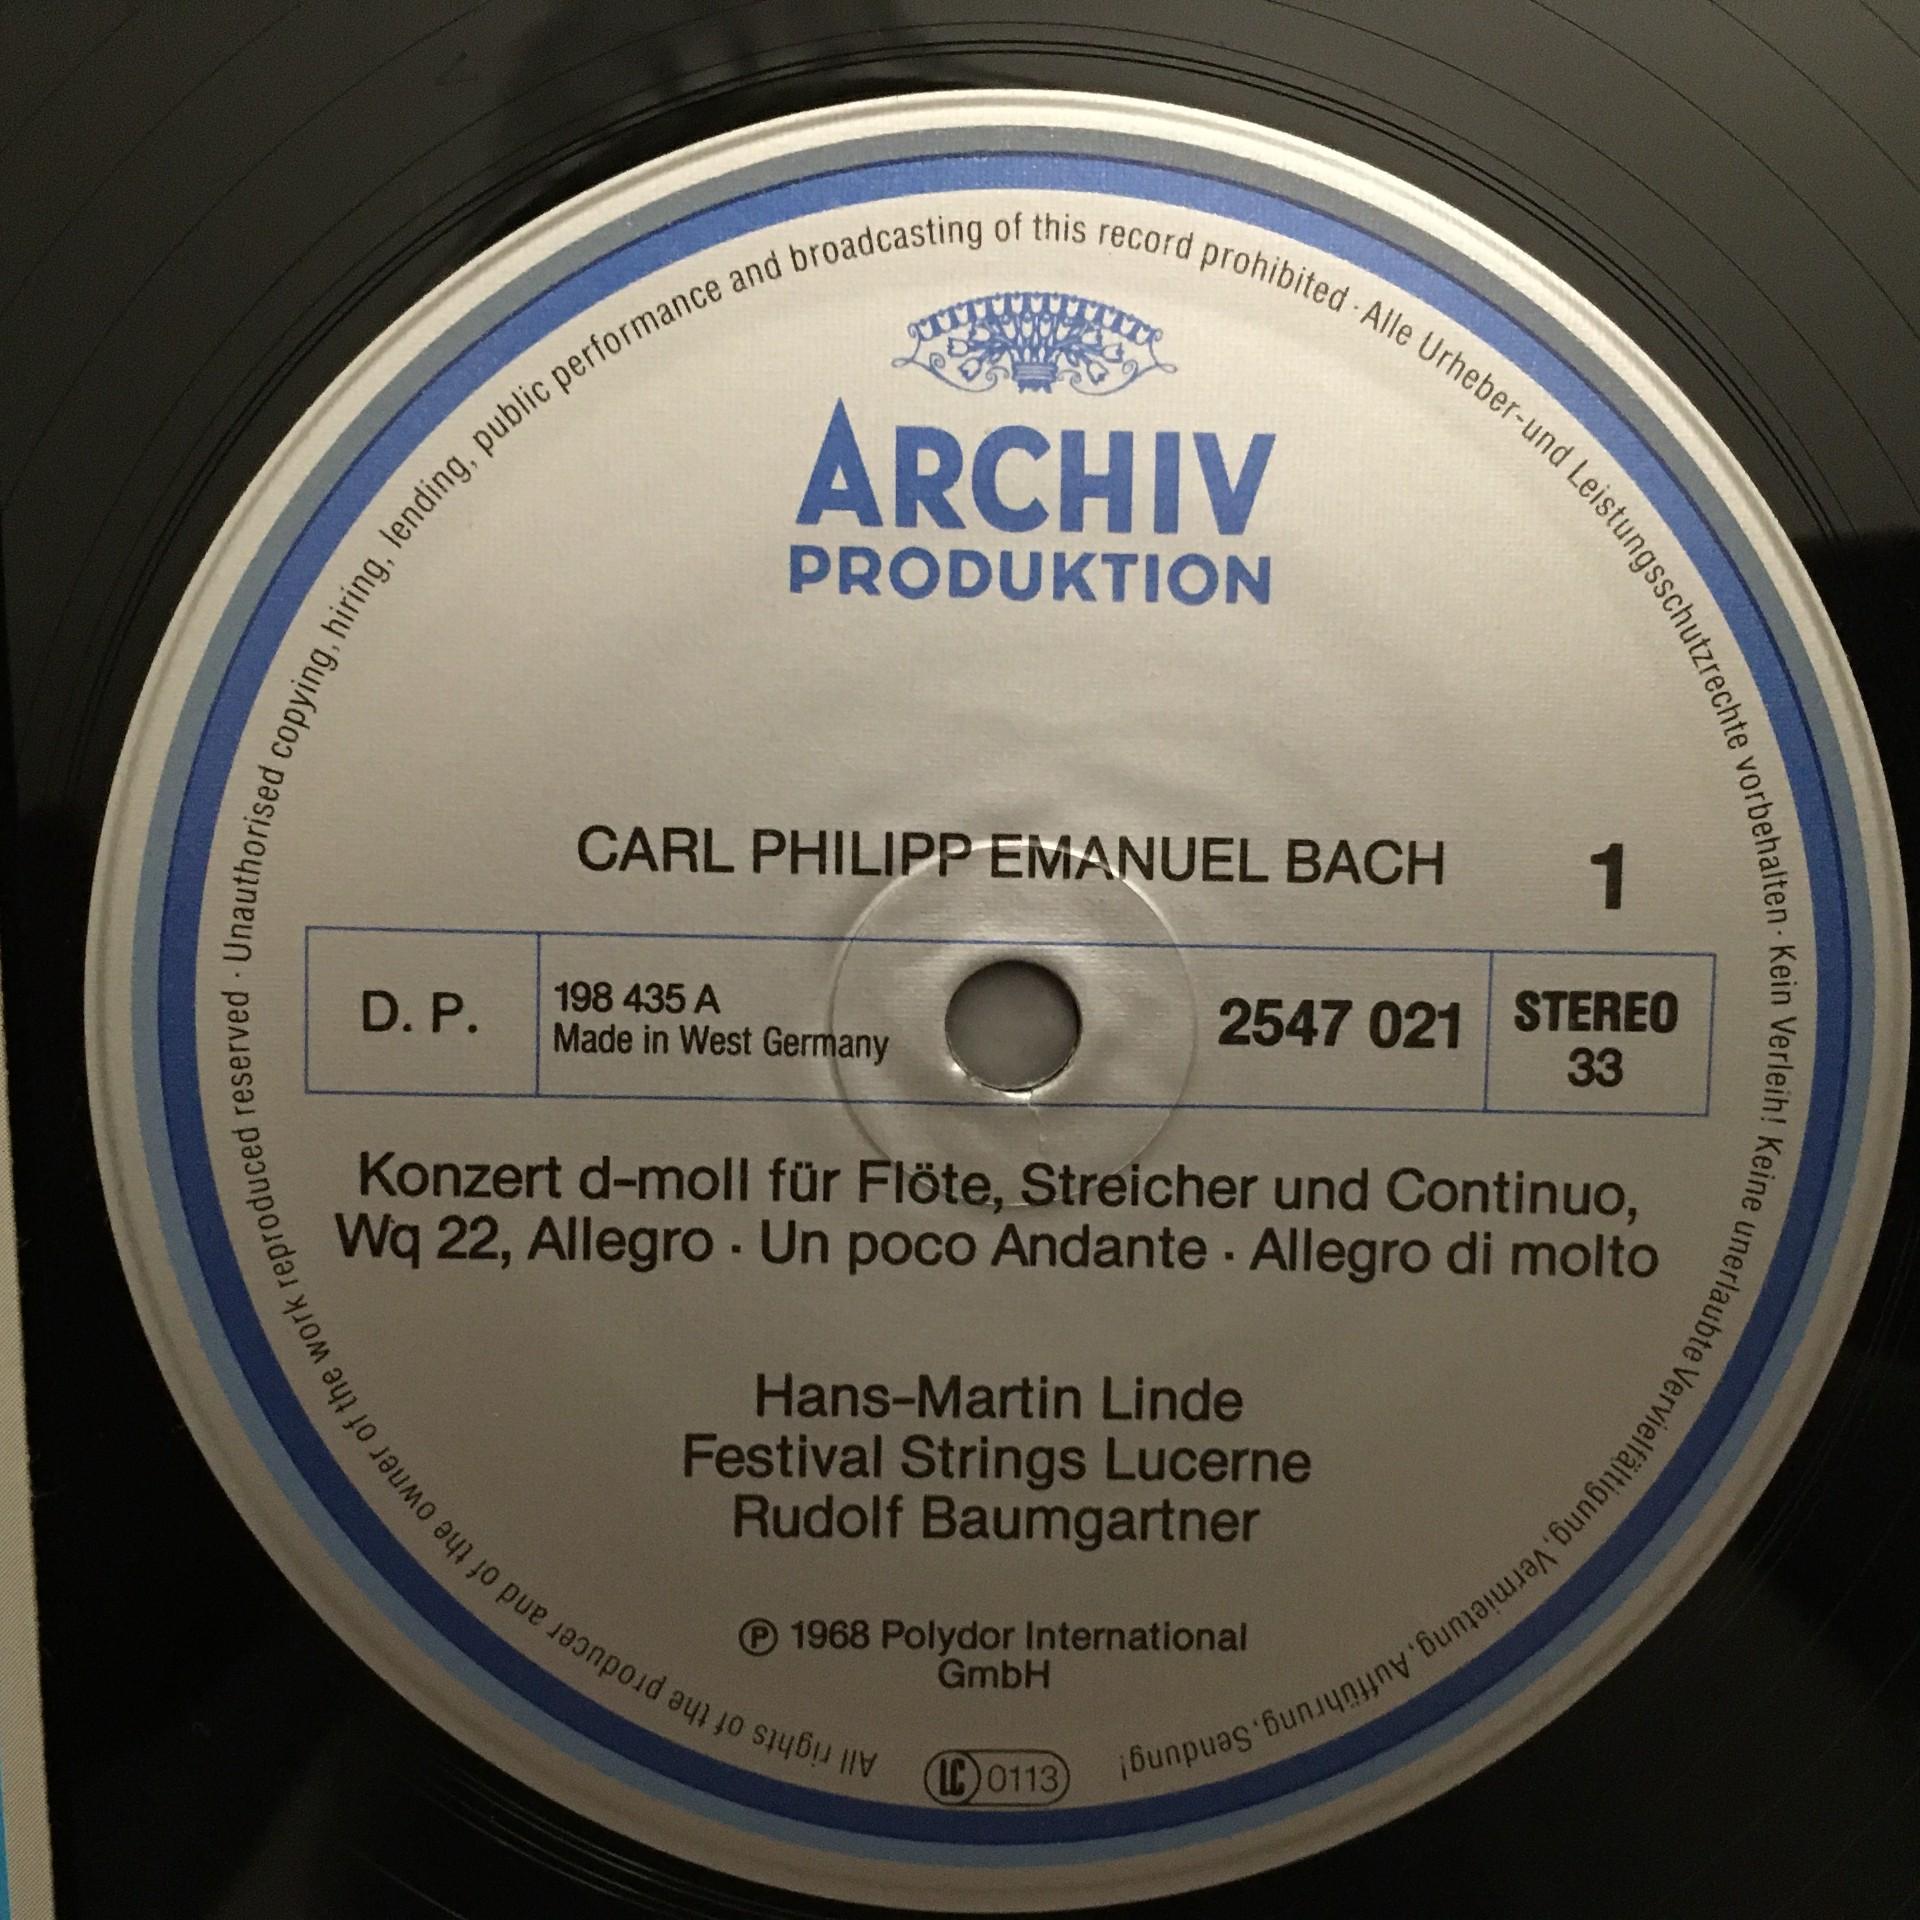 All rights of the producer and of the owner of the work reproduced reserved · Unauthorised copying, hiring, lending, public performance and broadcasting of this record prohibited · Alle Urheber-und Leistungsschutzrechte vorbehalten · Kein Verleih! Keine unerlaubte Vervielfältigung, Vermietung, Aufführung, Sendung!
ARCHIV
PRODUKTION
CARL PHILIPP EMANUEL BACH
1
D. P.
198 435 A
Made in West Germany
2547 021
STEREO
33
Konzert d-moll für Flöte, Streicher und Continuo,
Wq 22, Allegro · Un poco Andante · Allegro di molto
Hans-Martin Linde
Festival Strings Lucerne
Rudolf Baumgartner
℗ 1968 Polydor International
GmbH
LC 0113